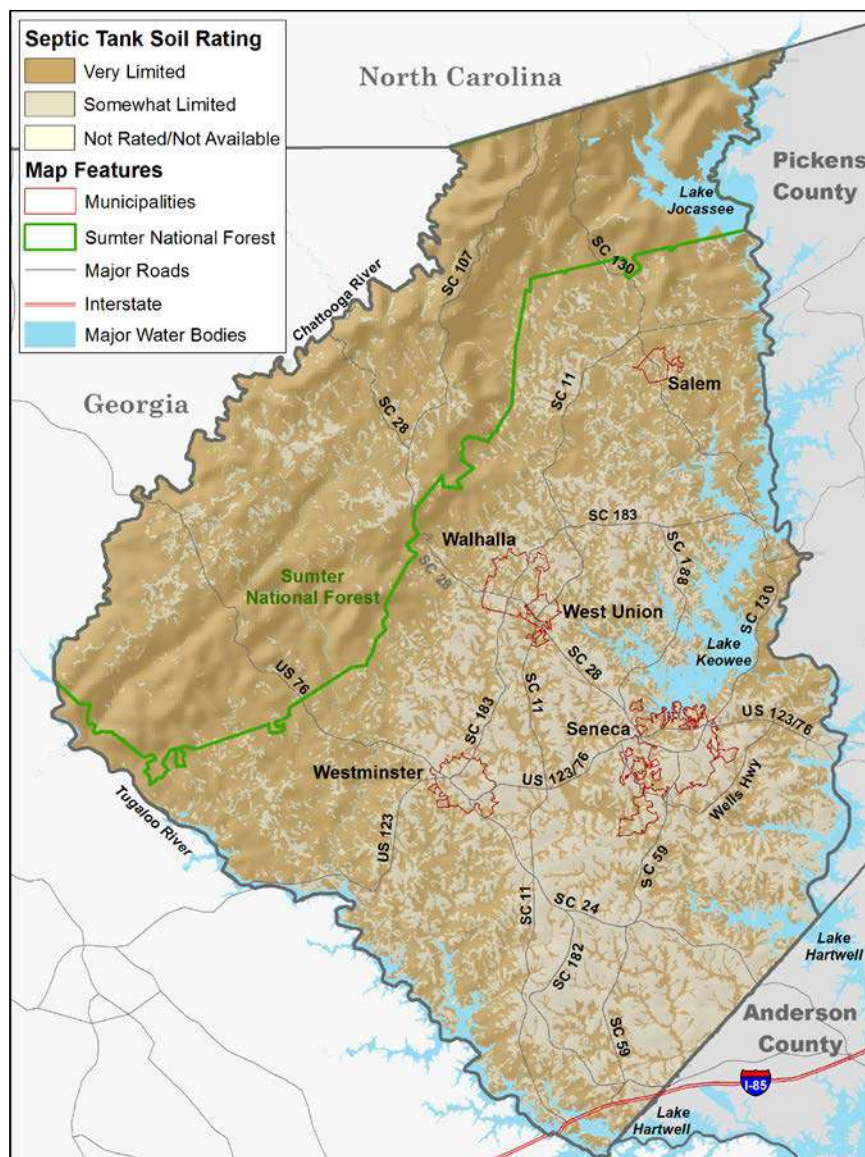 Septic Tank Soil Rating
Very Limited
Somewhat Limited
Not Rated/Not Available
Map Features
Municipalities
Sumter National Forest
Major Roads
Interstate
Major Water Bodies
North Carolina
Pickens
County
Lake
Jocassee
SC 130
SC 107
Chattooga River
Georgia
SC 11
Salem
SC 28
SC 183
Walhalla
SC 188
SC 28
Sumter
National Forest
West Union
SC 130
Lake
Keowee
SC 28
US 76
SC 183
SC 11
Seneca
US 123/76
Westminster
US 123/76
Wells Hwy
Tugaloo River
US 123
SC 59
SC 11
SC 24
Lake
Hartwell
SC 182
Anderson
County
SC 59
I-85
Lake
Hartwell